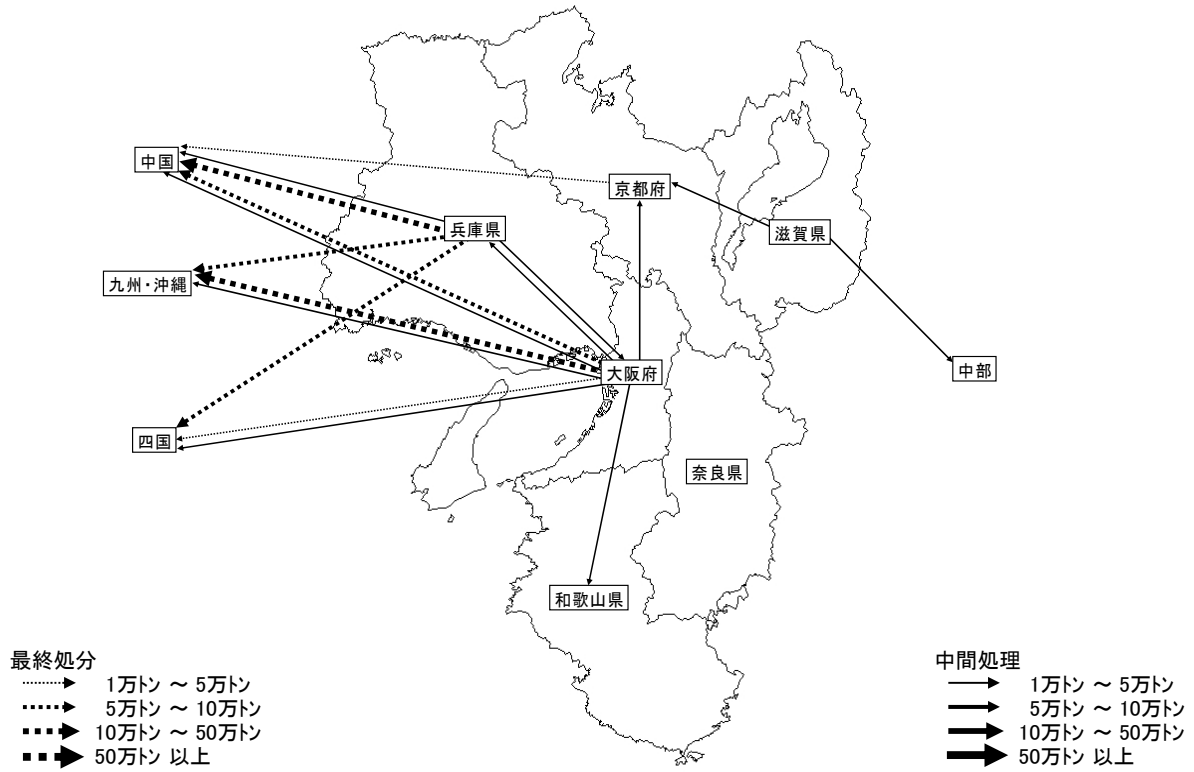 中国
京都府
兵庫県
滋賀県
九州・沖縄
大阪府
中部
四国
奈良県
和歌山県
最終処分
1万トン ～ 5万トン
5万トン ～ 10万トン
10万トン ～ 50万トン
50万トン 以上
中間処理
1万トン ～ 5万トン
5万トン ～ 10万トン
10万トン ～ 50万トン
50万トン 以上